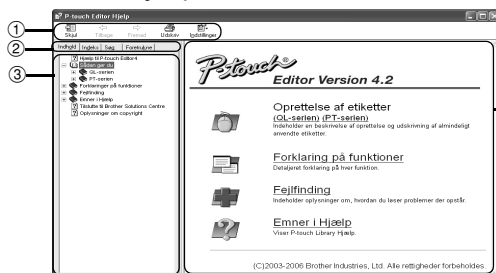 P-touch Editor Hjælp
1
Skjul Tilbage Fremad Udskriv Indstillinger
2
Indhold Indeks Søg Foretrukne
3
Hjælp til P-touch Editor4
Sådan gør du
QL-serien
PT-serien
Forklaringer på funktioner
Fejlfinding
Emner i Hjælp
Tilslutte til Brother Solutions Centre
Oplysninger om copyright
P-touch
Editor Version 4.2
Oprettelse af etiketter
(QL-serien) (PT-serien)
Indeholder en beskrivelse af oprettelse og udskrivning af almindeligt
anvendte etiketter.
Forklaring på funktioner
Detaljeret forklaring på hver funktion.
Fejlfinding
Indeholder oplysninger om, hvordan du løser problemer der opstår.
Emner i Hjælp
Viser P-touch Library Hjælp.
(C)2003-2006 Brother Industries, Ltd. Alle rettigheder forbeholdes.